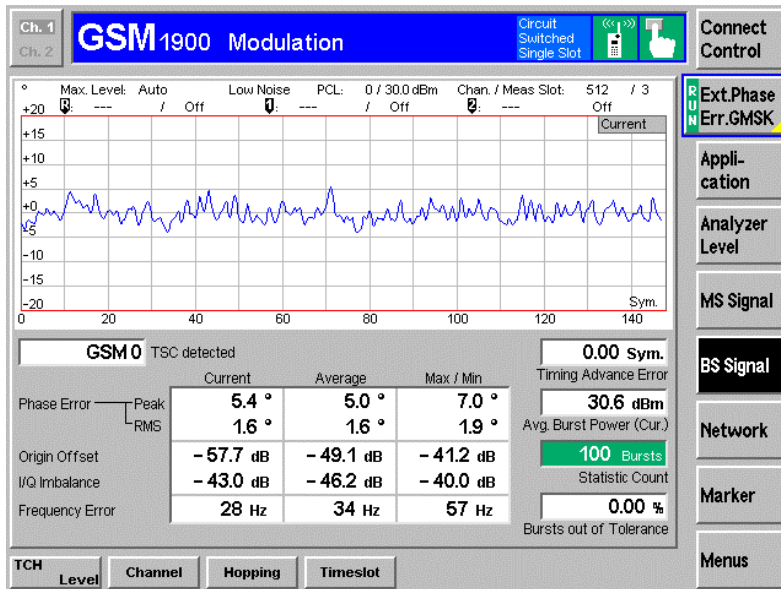 Ch. 1
Ch. 2
GSM 1900 Modulation
Circuit
Switched
Single Slot
Connect
Control
° Max. Level: Auto Low Noise PCL: 0 / 30.0 dBm Chan. / Meas Slot: 512 / 3
--- / Off --- / Off 2: --- Off
RUN
Ext.Phase
Err.GMSK
Current
+20
+15
+10
+5
+0
-5
-10
-15
-20
Sym.
0 20 40 60 80 100 120 140
Appli-
cation
Analyzer
Level
MS Signal
BS Signal
Network
Marker
Menus
GSM 0 TSC detected
0.00 Sym.
Timing Advance Error
Current Average Max / Min
Phase Error Peak 5.4 ° 5.0 ° 7.0 °
RMS 1.6 ° 1.6 ° 1.9 °
30.6 dBm
Avg. Burst Power (Cur.)
Origin Offset – 57.7 dB – 49.1 dB – 41.2 dB
I/Q Imbalance – 43.0 dB – 46.2 dB – 40.0 dB
Frequency Error 28 Hz 34 Hz 57 Hz
100 Bursts
Statistic Count
0.00 %
Bursts out of Tolerance
TCH
Level
Channel
Hopping
Timeslot